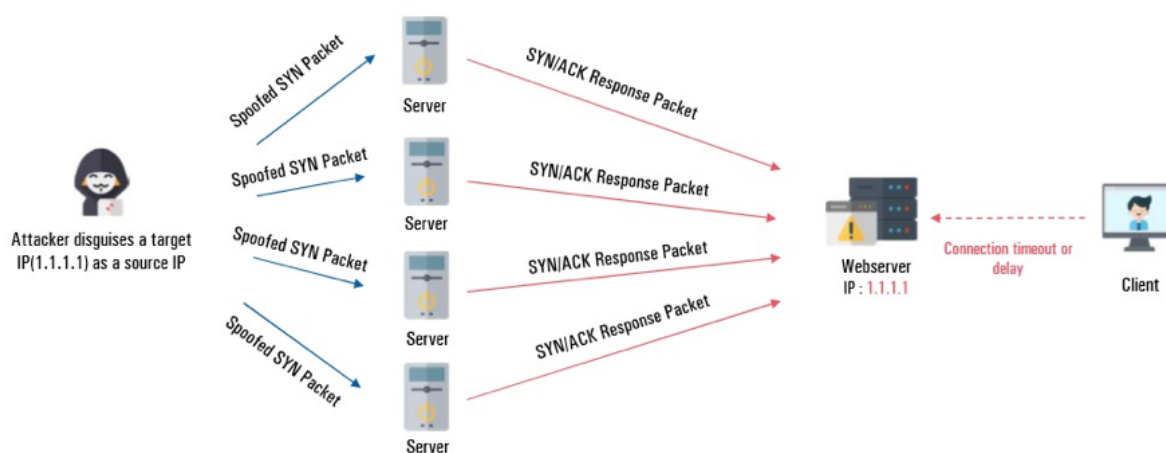 Spoofed SYN Packet
SYN/ACK Response Packet
Server
Spoofed SYN Packet
SYN/ACK Response Packet
Server
Attacker disguises a target
IP(1.1.1.1) as a source IP
Spoofed SYN Packet
SYN/ACK Response Packet
Server
Webserver
IP : 1.1.1.1
Connection timeout or
delay
Client
Spoofed SYN Packet
SYN/ACK Response Packet
Server